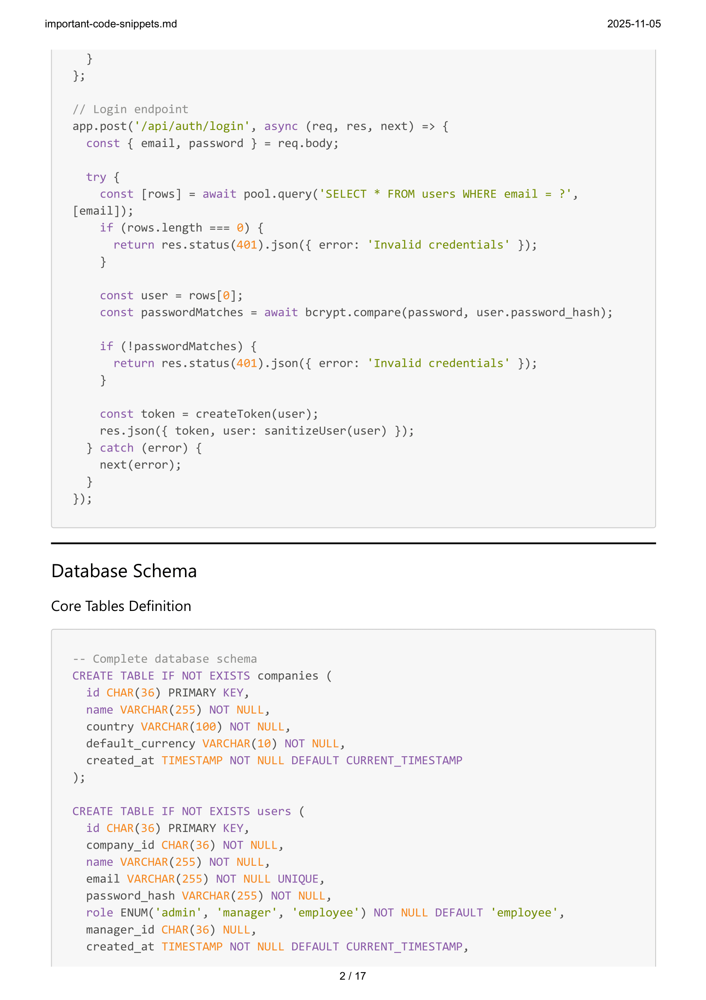 important-code-snippets.md
2025-11-05
  }
};

// Login endpoint
app.post('/api/auth/login', async (req, res, next) => {
  const { email, password } = req.body;

  try {
    const [rows] = await pool.query('SELECT * FROM users WHERE email = ?',
[email]);
    if (rows.length === 0) {
      return res.status(401).json({ error: 'Invalid credentials' });
    }

    const user = rows[0];
    const passwordMatches = await bcrypt.compare(password, user.password_hash);

    if (!passwordMatches) {
      return res.status(401).json({ error: 'Invalid credentials' });
    }

    const token = createToken(user);
    res.json({ token, user: sanitizeUser(user) });
  } catch (error) {
    next(error);
  }
});

Database Schema
Core Tables Definition

-- Complete database schema
CREATE TABLE IF NOT EXISTS companies (
  id CHAR(36) PRIMARY KEY,
  name VARCHAR(255) NOT NULL,
  country VARCHAR(100) NOT NULL,
  default_currency VARCHAR(10) NOT NULL,
  created_at TIMESTAMP NOT NULL DEFAULT CURRENT_TIMESTAMP
);

CREATE TABLE IF NOT EXISTS users (
  id CHAR(36) PRIMARY KEY,
  company_id CHAR(36) NOT NULL,
  name VARCHAR(255) NOT NULL,
  email VARCHAR(255) NOT NULL UNIQUE,
  password_hash VARCHAR(255) NOT NULL,
  role ENUM('admin', 'manager', 'employee') NOT NULL DEFAULT 'employee',
  manager_id CHAR(36) NULL,
  created_at TIMESTAMP NOT NULL DEFAULT CURRENT_TIMESTAMP,
2 / 17